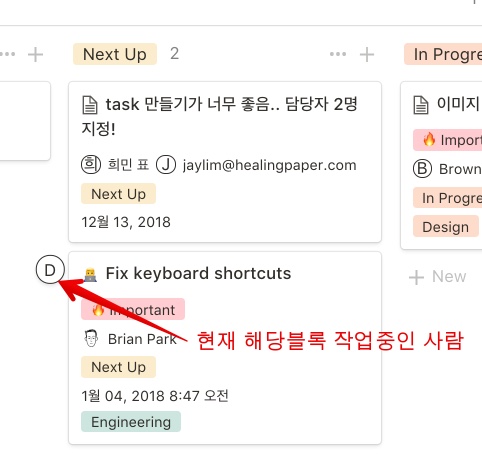 Next Up 2
task 만들기가 너무 좋음.. 담당자 2명
지정!
희 희민 표 J jaylim@healingpaper.com
Next Up
12월 13, 2018
D
Fix keyboard shortcuts
Important
Brian Park
현재 해당블록 작업중인 사람
Next Up
1월 04, 2018 8:47 오전
Engineering
In Progre
이미지
Import
B Brown
In Progre
Design
New